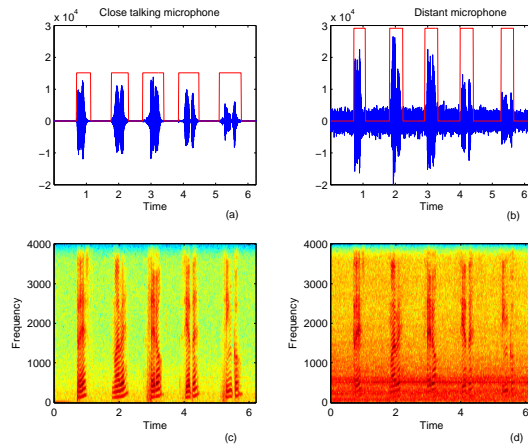 Close talking microphone
Distant microphone
3 x 10^4
3 x 10^4
2
2
1
1
0
0
−1
−1
−2
−2
1 2 3 4 5 6
1 2 3 4 5 6
Time
Time
(a)
(b)
4000
4000
3000
3000
2000
2000
1000
1000
0
0
Frequency
Frequency
0 2 4 6
0 2 4 6
Time
Time
(c)
(d)